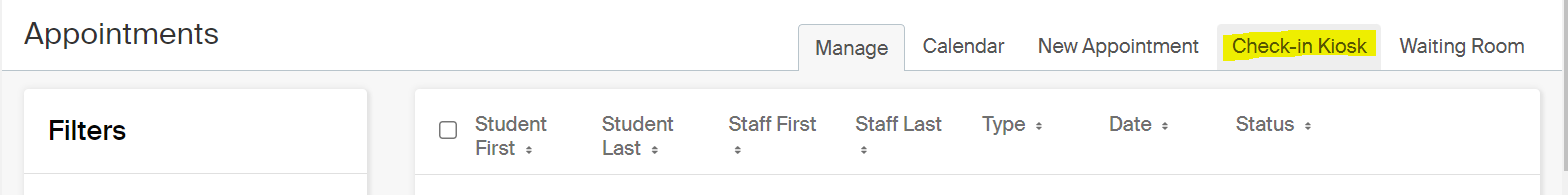 Appointments
Manage Calendar New Appointment Check-in Kiosk Waiting Room
Filters
Student First Student Last Staff First Staff Last Type Date Status